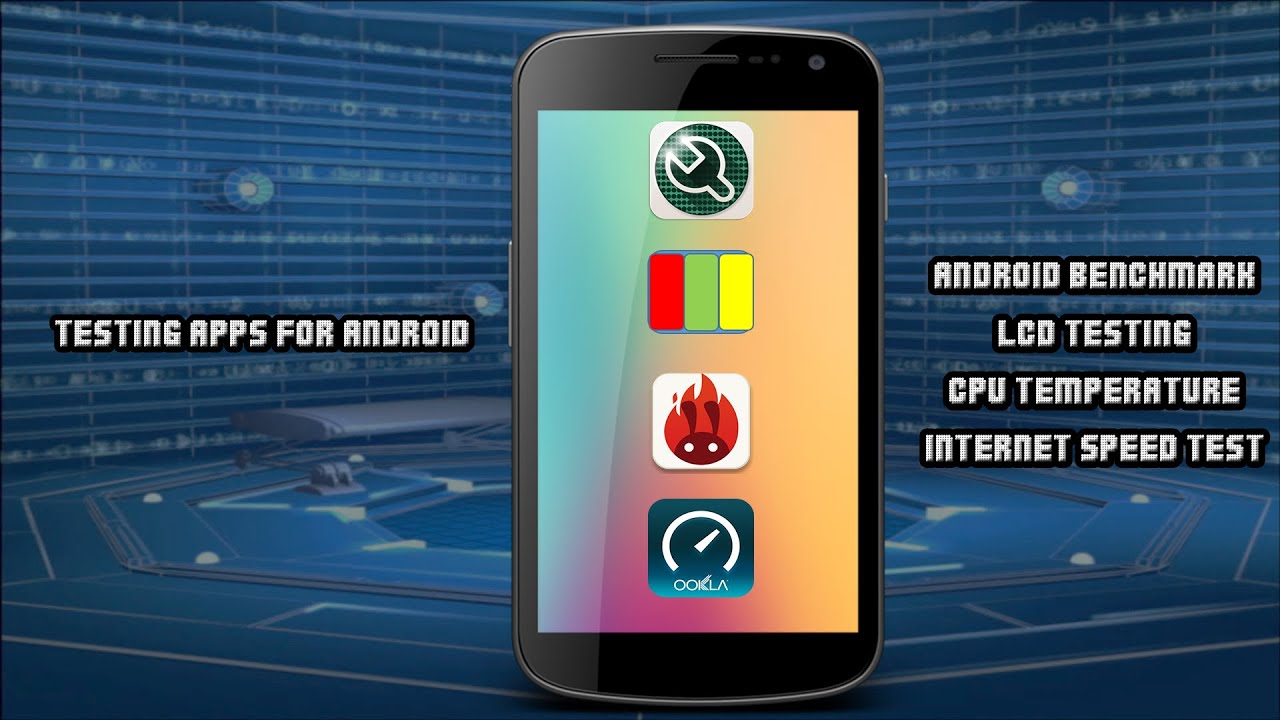 TESTING APPS FOR ANDROID
OOKLA
ANDROID BENCHMARK
LCD TESTING
CPU TEMPERATURE
INTERNET SPEED TEST